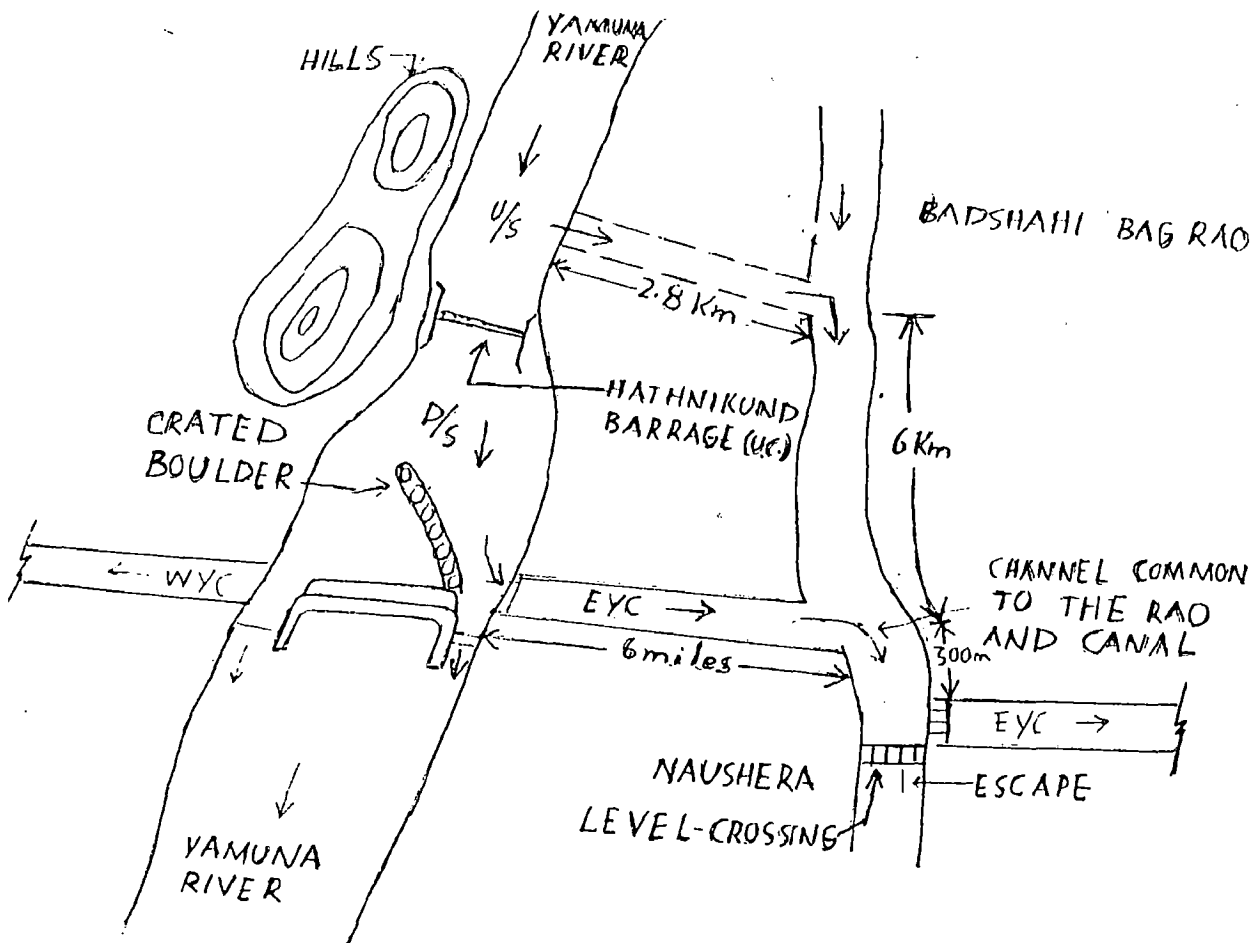 YAMUNA
RIVER
HILLS
U/S
BADSHAHI BAG RAO
2.8 Km
HATHNIKUND
BARRAGE (U.C.)
D/S
CRATED
BOULDER
6 Km
WYC
EYC
CHANNEL COMMON
TO THE RAO
AND CANAL
6 miles
300m
EYC
NAUSHERA
LEVEL-CROSSING
ESCAPE
YAMUNA
RIVER